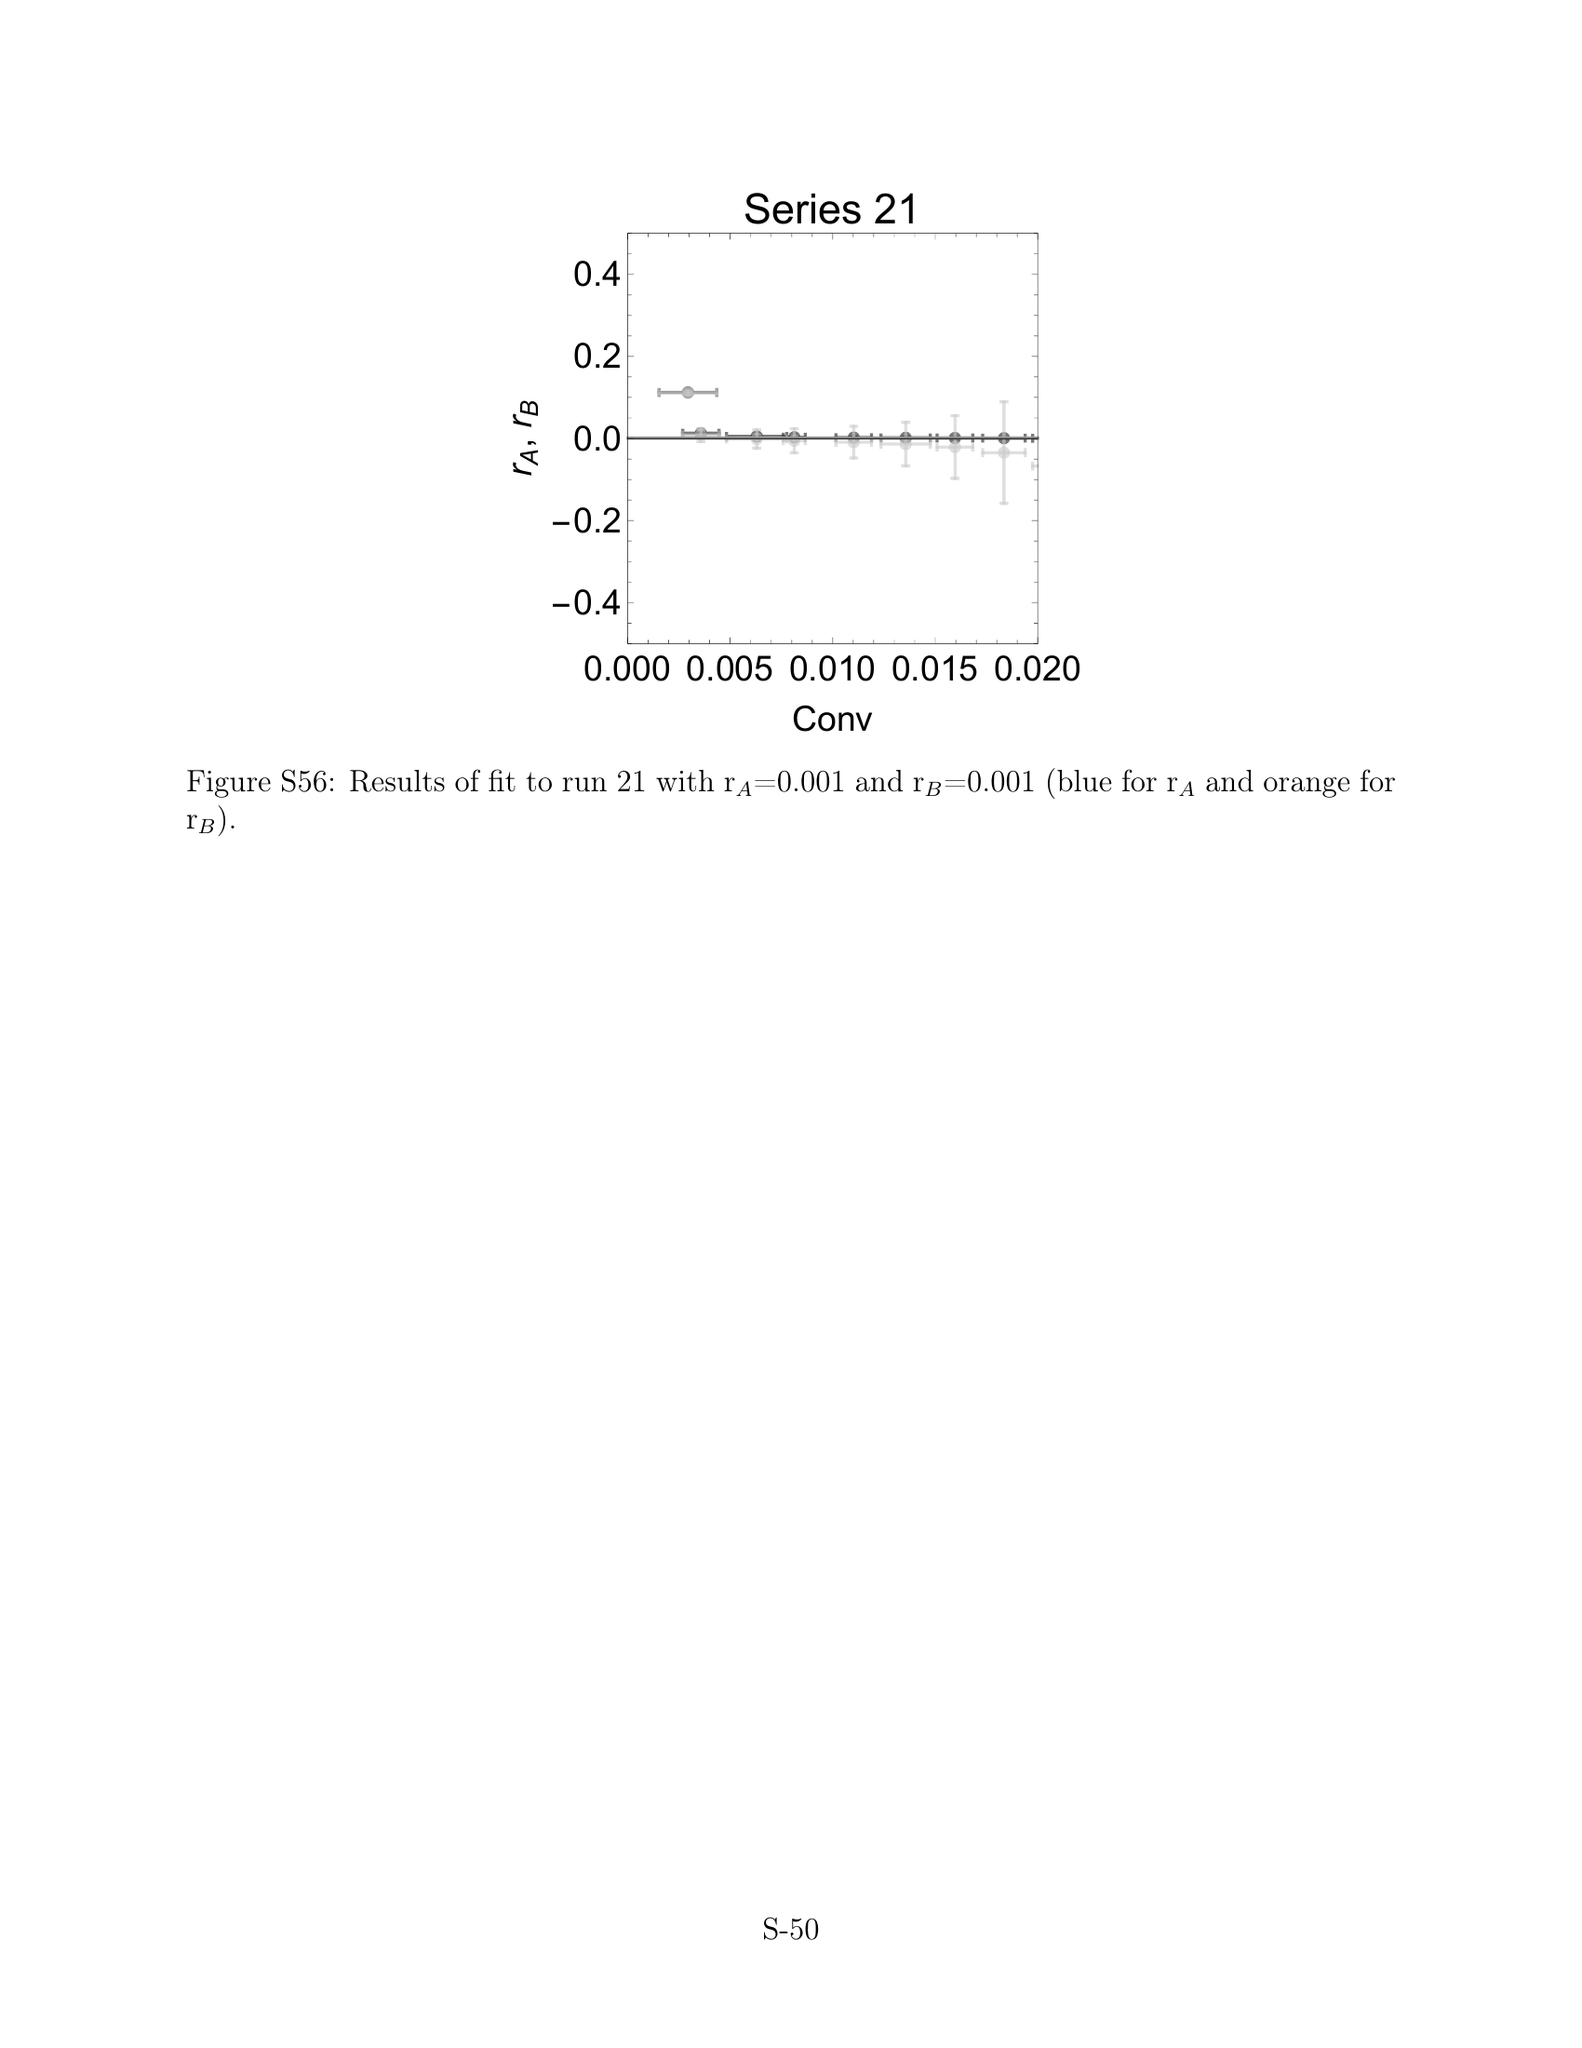 Series 21
0.4
0.2
0.0
−0.2
−0.4
r_A, r_B
0.000 0.005 0.010 0.015 0.020
Conv
Figure S56: Results of fit to run 21 with r_A=0.001 and r_B=0.001 (blue for r_A and orange for
r_B).
S-50